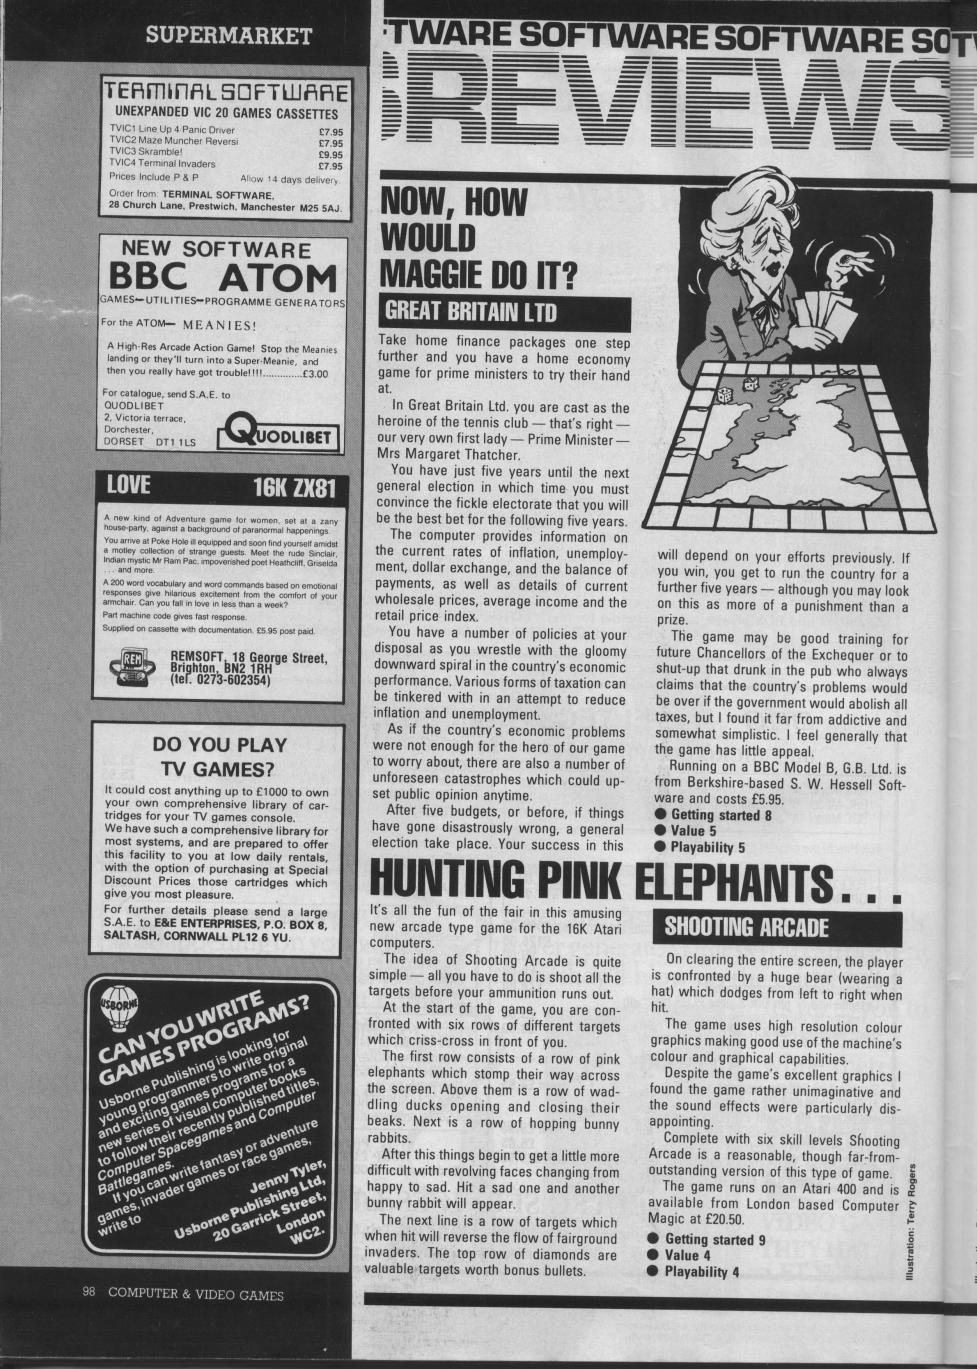 SUPERMARKET
TERMINAL SOFTWARE
UNEXPANDED VIC 20 GAMES CASSETTES
TVIC1 Line Up 4 Panic Driver £7.95
TVIC2 Maze Muncher Reversi £7.95
TVIC3 Skramble! £9.95
TVIC4 Terminal Invaders £7.95
Prices Include P & P Allow 14 days delivery.
Order from: TERMINAL SOFTWARE,
28 Church Lane, Prestwich, Manchester M25 5AJ.
NEW SOFTWARE
BBC ATOM
GAMES—UTILITIES—PROGRAMME GENERATORS
For the ATOM— MEANIES!
A High-Res Arcade Action Game! Stop the Meanies
landing or they'll turn into a Super-Meanie, and
then you really have got trouble!!!!..............£3.00
For catalogue, send S.A.E. to
QUODLIBET
2, Victoria terrace,
Dorchester,
DORSET DT1 1LS
QUODLIBET
LOVE 16K ZX81
A new kind of Adventure game for women, set at a zany
house-party, against a background of paranormal happenings.
You arrive at Poke Hole ill equipped and soon find yourself amidst
a motley collection of strange guests. Meet the rude Sinclair,
Indian mystic Mr Ram Pac, impoverished poet Heathcliff, Griselda
. . . and more.
A 200 word vocabulary and word commands based on emotional
responses give hilarious excitement from the comfort of your
armchair. Can you fall in love in less than a week?
Part machine code gives fast response.
Supplied on cassette with documentation. £5.95 post paid.
REM
REMSOFT, 18 George Street,
Brighton, BN2 1RH
(tel. 0273-602354)
DO YOU PLAY
TV GAMES?
It could cost anything up to £1000 to own
your own comprehensive library of car-
tridges for your TV games console.
We have such a comprehensive library for
most systems, and are prepared to offer
this facility to you at low daily rentals,
with the option of purchasing at Special
Discount Prices those cartridges which
give you most pleasure.
For further details please send a large
S.A.E. to E&E ENTERPRISES, P.O. BOX 8,
SALTASH, CORNWALL PL12 6 YU.
USBORNE
CAN YOU WRITE
GAMES PROGRAMS?
Usborne Publishing is looking for
young programmers to write original
and exciting games programs for a
new series of visual computer books
to follow their recently published titles,
Computer Spacegames and Computer
Battlegames.
If you can write fantasy or adventure
games, invader games or race games,
write to
Jenny Tyler,
Usborne Publishing Ltd,
20 Garrick Street,
London
WC2.
98 COMPUTER & VIDEO GAMES
FTWARE SOFTWARE SOFTWARE SOFTW
REVIEWS
NOW, HOW
WOULD
MAGGIE DO IT?
GREAT BRITAIN LTD
Take home finance packages one step
further and you have a home economy
game for prime ministers to try their hand
at.
In Great Britain Ltd. you are cast as the
heroine of the tennis club — that's right —
our very own first lady — Prime Minister —
Mrs Margaret Thatcher.
You have just five years until the next
general election in which time you must
convince the fickle electorate that you will
be the best bet for the following five years.
The computer provides information on
the current rates of inflation, unemploy-
ment, dollar exchange, and the balance of
payments, as well as details of current
wholesale prices, average income and the
retail price index.
You have a number of policies at your
disposal as you wrestle with the gloomy
downward spiral in the country's economic
performance. Various forms of taxation can
be tinkered with in an attempt to reduce
inflation and unemployment.
As if the country's economic problems
were not enough for the hero of our game
to worry about, there are also a number of
unforeseen catastrophes which could up-
set public opinion anytime.
After five budgets, or before, if things
have gone disastrously wrong, a general
election take place. Your success in this
will depend on your efforts previously. If
you win, you get to run the country for a
further five years — although you may look
on this as more of a punishment than a
prize.
The game may be good training for
future Chancellors of the Exchequer or to
shut-up that drunk in the pub who always
claims that the country's problems would
be over if the government would abolish all
taxes, but I found it far from addictive and
somewhat simplistic. I feel generally that
the game has little appeal.
Running on a BBC Model B, G.B. Ltd. is
from Berkshire-based S. W. Hessell Soft-
ware and costs £5.95.
● Getting started 8
● Value 5
● Playability 5
HUNTING PINK ELEPHANTS . . .
It's all the fun of the fair in this amusing
new arcade type game for the 16K Atari
computers.
The idea of Shooting Arcade is quite
simple — all you have to do is shoot all the
targets before your ammunition runs out.
At the start of the game, you are con-
fronted with six rows of different targets
which criss-cross in front of you.
The first row consists of a row of pink
elephants which stomp their way across
the screen. Above them is a row of wad-
dling ducks opening and closing their
beaks. Next is a row of hopping bunny
rabbits.
After this things begin to get a little more
difficult with revolving faces changing from
happy to sad. Hit a sad one and another
bunny rabbit will appear.
The next line is a row of targets which
when hit will reverse the flow of fairground
invaders. The top row of diamonds are
valuable targets worth bonus bullets.
SHOOTING ARCADE
On clearing the entire screen, the player
is confronted by a huge bear (wearing a
hat) which dodges from left to right when
hit.
The game uses high resolution colour
graphics making good use of the machine's
colour and graphical capabilities.
Despite the game's excellent graphics I
found the game rather unimaginative and
the sound effects were particularly dis-
appointing.
Complete with six skill levels Shooting
Arcade is a reasonable, though far-from-
outstanding version of this type of game.
The game runs on an Atari 400 and is
available from London based Computer
Magic at £20.50.
● Getting started 9
● Value 4
● Playability 4
Illustration: Terry Rogers